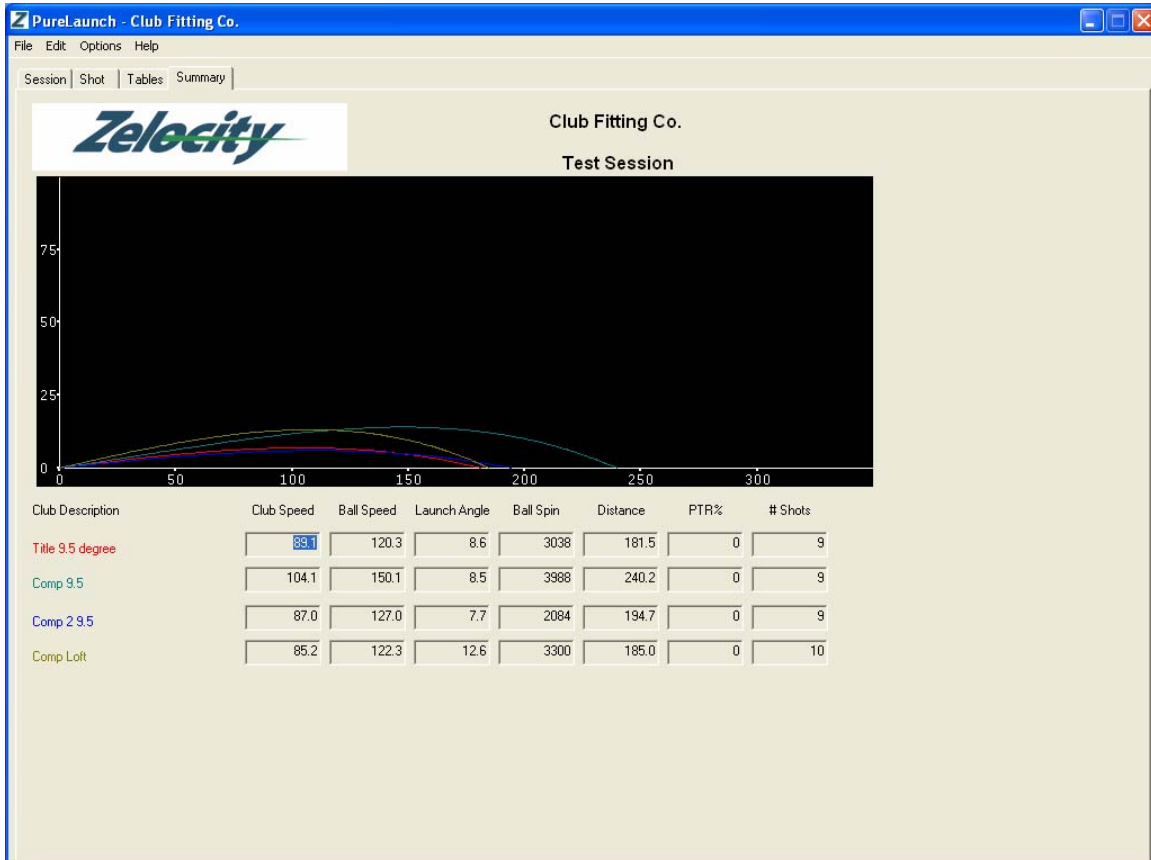 Z PureLaunch - Club Fitting Co.
File Edit Options Help
Session Shot Tables Summary
Zelocity
Club Fitting Co.
Test Session
75
50
25
0
0 50 100 150 200 250 300
Club Description Club Speed Ball Speed Launch Angle Ball Spin Distance PTR% # Shots
Title 9.5 degree 89.1 120.3 8.6 3038 181.5 0 9
Comp 9.5 104.1 150.1 8.5 3988 240.2 0 9
Comp 2 9.5 87.0 127.0 7.7 2084 194.7 0 9
Comp Loft 85.2 122.3 12.6 3300 185.0 0 10